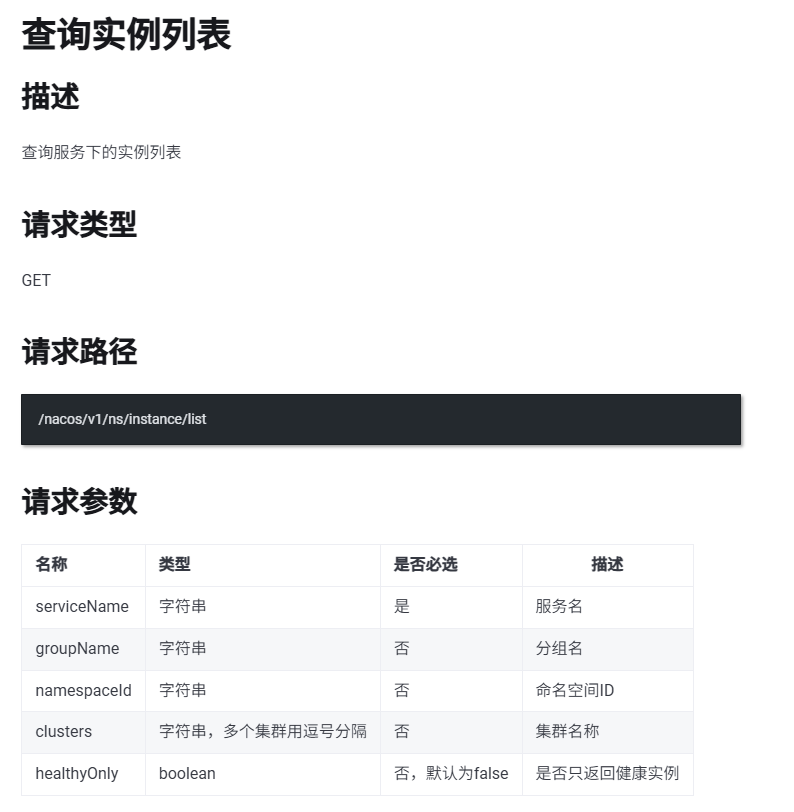 查询实例列表
描述
查询服务下的实例列表
请求类型
GET
请求路径
/nacos/v1/ns/instance/list
请求参数
名称 类型 是否必选 描述
serviceName 字符串 是 服务名
groupName 字符串 否 分组名
namespaceId 字符串 否 命名空间ID
clusters 字符串，多个集群用逗号分隔 否 集群名称
healthyOnly boolean 否，默认为false 是否只返回健康实例